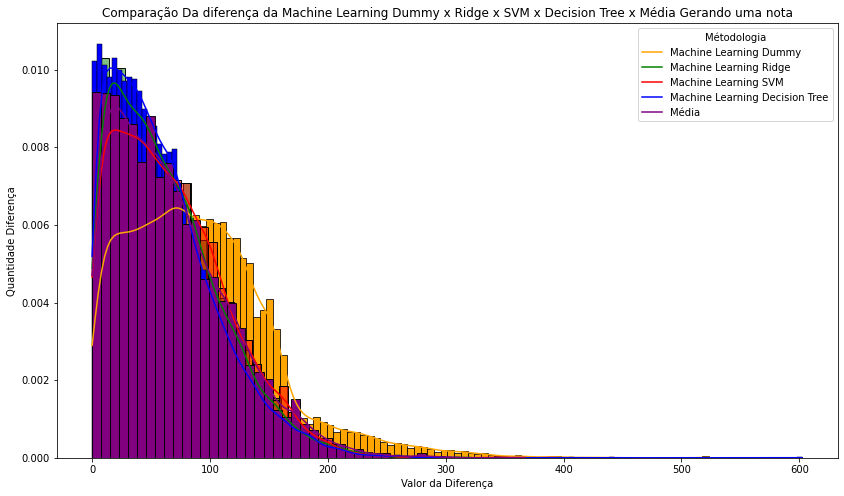 Comparação Da diferença da Machine Learning Dummy x Ridge x SVM x Decision Tree x Média Gerando uma nota
Métodologia
Machine Learning Dummy
Machine Learning Ridge
Machine Learning SVM
Machine Learning Decision Tree
Média
Quantidade Diferença
0.010
0.008
0.006
0.004
0.002
0.000
0
100
200
300
400
500
600
Valor da Diferença